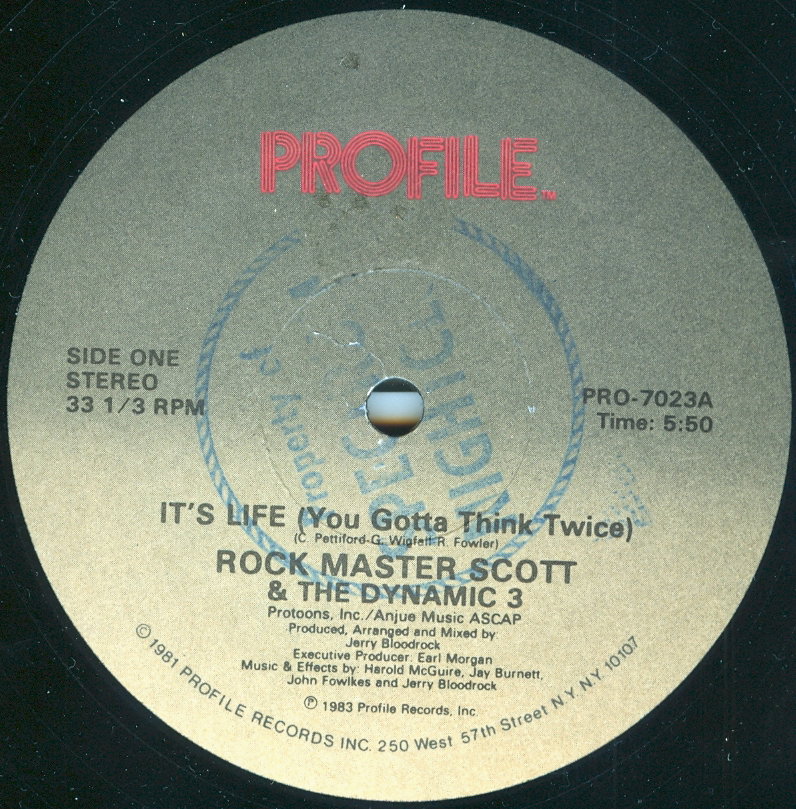 PROFILE™
SIDE ONE
STEREO
33 1/3 RPM
PRO-7023A
Time: 5:50
Property of
IT'S LIFE (You Gotta Think Twice)
(C. Pettiford-G. Wigfall-R. Fowler)
ROCK MASTER SCOTT
& THE DYNAMIC 3
Protoons, Inc./Anjue Music ASCAP
Produced, Arranged and Mixed by:
Jerry Bloodrock
Executive Producer: Earl Morgan
Music & Effects by: Harold McGuire, Jay Burnett,
John Fowlkes and Jerry Bloodrock
℗ 1983 Profile Records, Inc.
© 1981 PROFILE RECORDS INC. 250 West 57th Street N.Y. N.Y. 10107